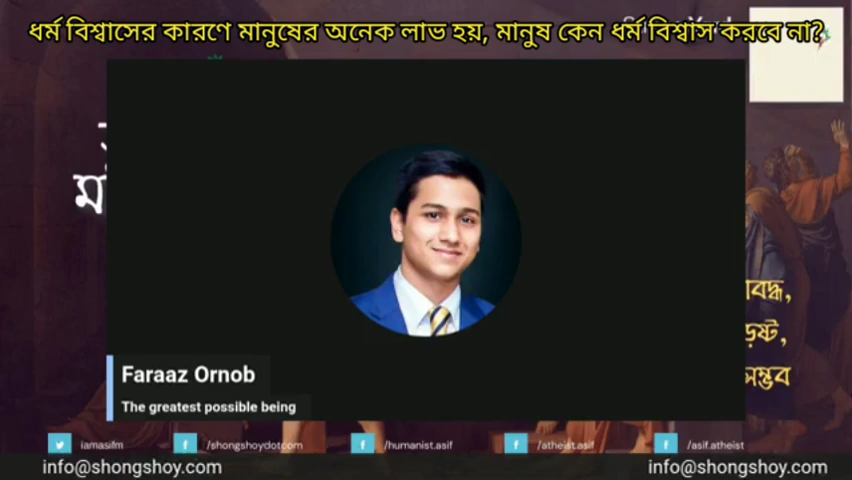 ধর্ম বিশ্বাসের কারণে মানুষের অনেক লাভ হয়, মানুষ কেন ধর্ম বিশ্বাস করবে না?
Faraaz Ornob
The greatest possible being
iamasifm
/shongshoydotcom
/humanist.asif
/atheist.asif
/asif.atheist
info@shongshoy.com
info@shongshoy.com